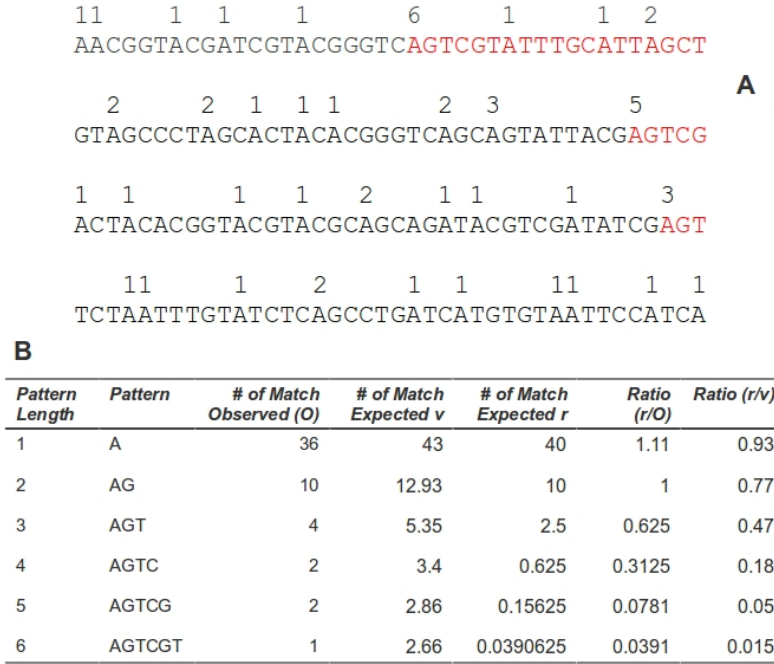 11 1 1 1 6 1 1 2
AACGGTACGATCGTACGGGTCAGTCGTATTTGCATTAGCT
A
2 2 1 1 1 2 3 5
GTAGCCCTAGCACTACACGGGTCAGCAGTATTACGAGTCG
1 1 1 1 2 1 1 1 3
ACTACACGGTACGTACGCAGCAGATACGTCGATATCGAGT
11 1 2 1 1 11 1 1
TCTAATTTGTATCTCAGCCTGATCATGTGTAATTCCATCA
B
Pattern Length Pattern # of Match Observed (O) # of Match Expected v # of Match Expected r Ratio (r/O) Ratio (r/v)
1 A 36 43 40 1.11 0.93
2 AG 10 12.93 10 1 0.77
3 AGT 4 5.35 2.5 0.625 0.47
4 AGTC 2 3.4 0.625 0.3125 0.18
5 AGTCG 2 2.86 0.15625 0.0781 0.05
6 AGTCGT 1 2.66 0.0390625 0.0391 0.015